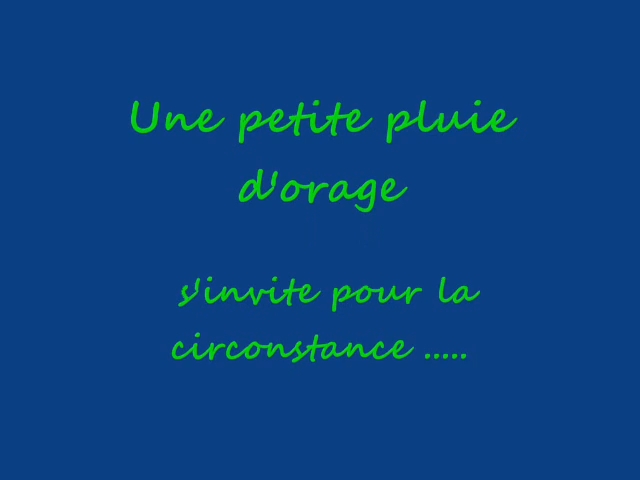 Une petite pluie
d'orage
s'invite pour la
circonstance .....